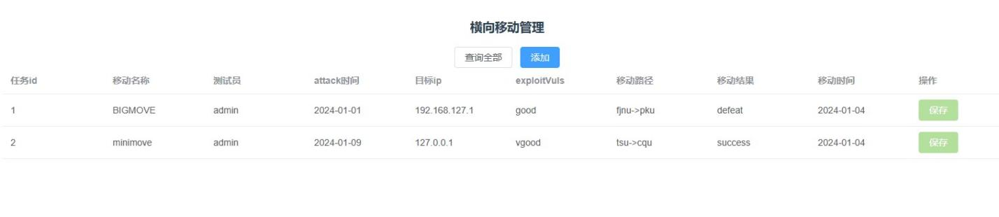 横向移动管理
查询全部 添加
任务id 移动名称 测试员 attack时间 目标ip exploitVuls 移动路径 移动结果 移动时间 操作
1 BIGMOVE admin 2024-01-01 192.168.127.1 good fjnu->pku defeat 2024-01-04 保存
2 minimove admin 2024-01-09 127.0.0.1 vgood tsu->cqu success 2024-01-04 保存